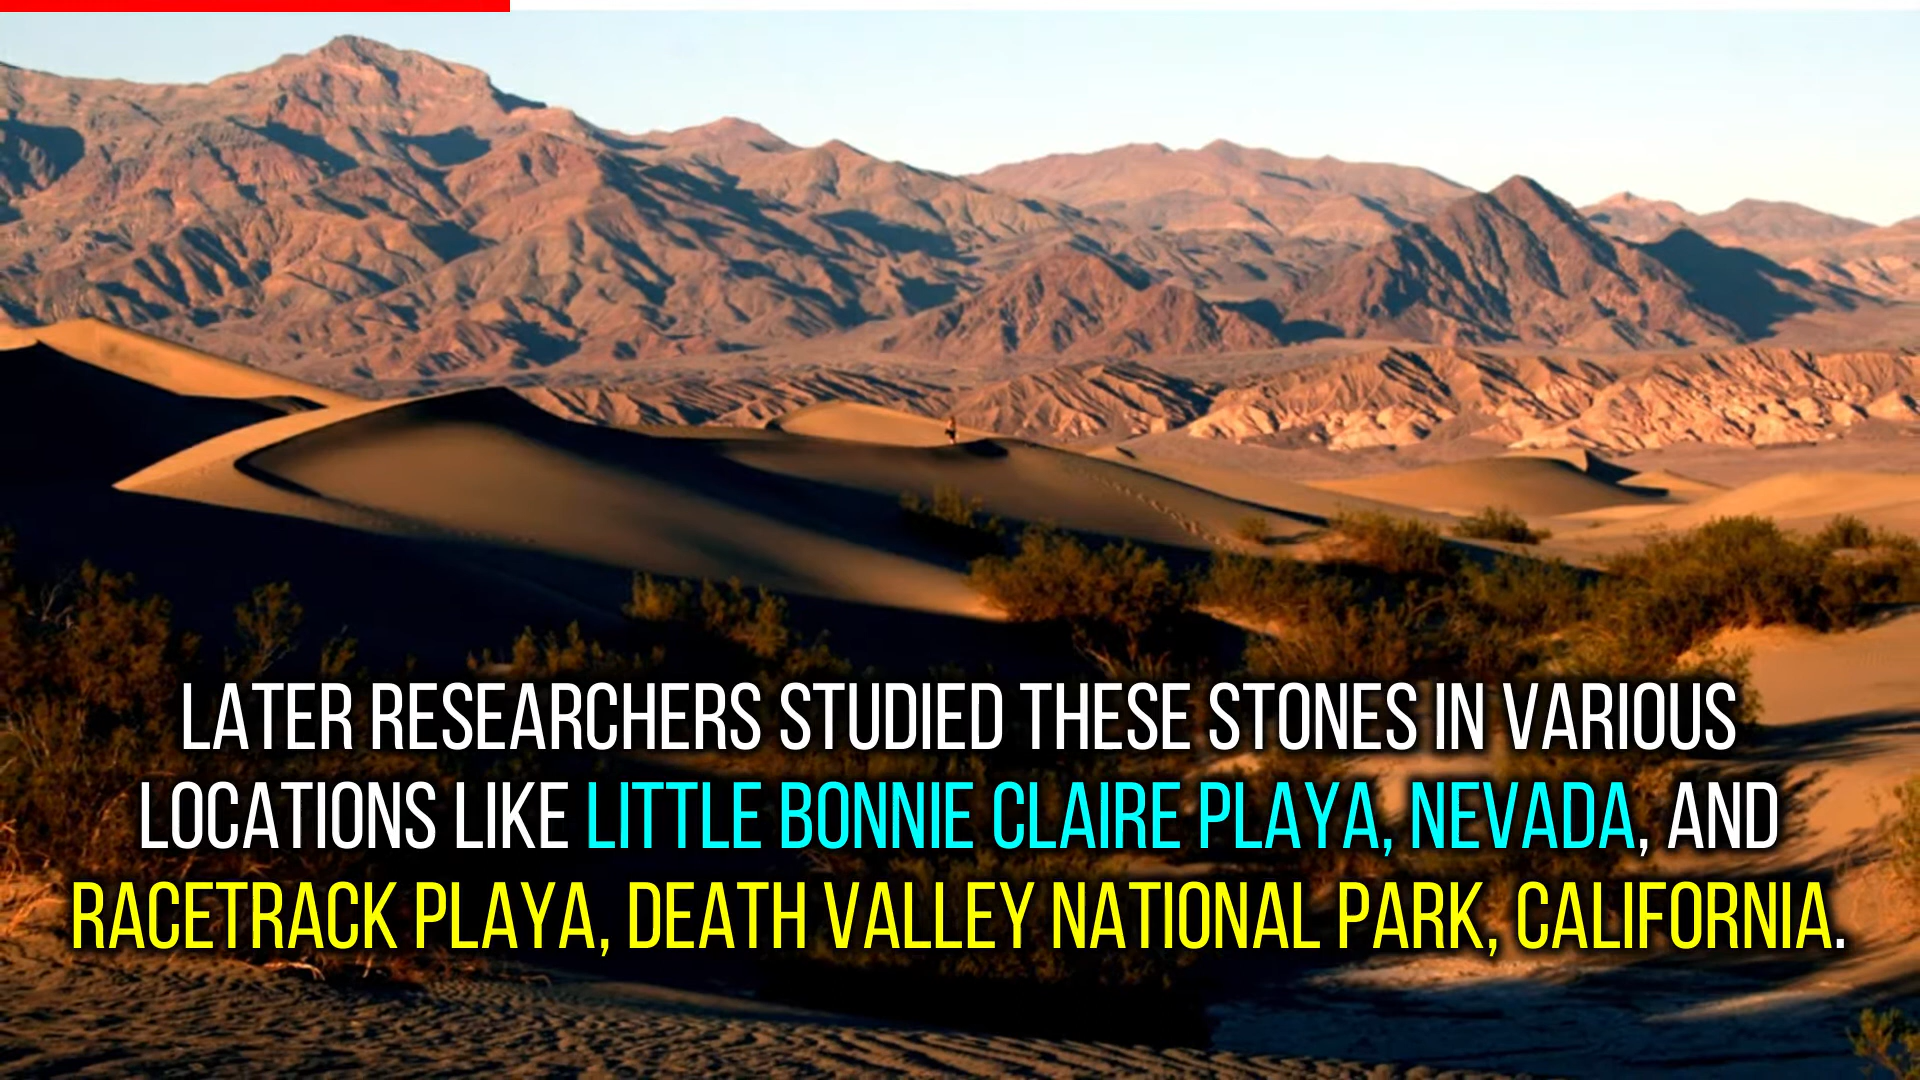 LATER RESEARCHERS STUDIED THESE STONES IN VARIOUS
LOCATIONS LIKE LITTLE BONNIE CLAIRE PLAYA, NEVADA, AND
RACETRACK PLAYA, DEATH VALLEY NATIONAL PARK, CALIFORNIA.